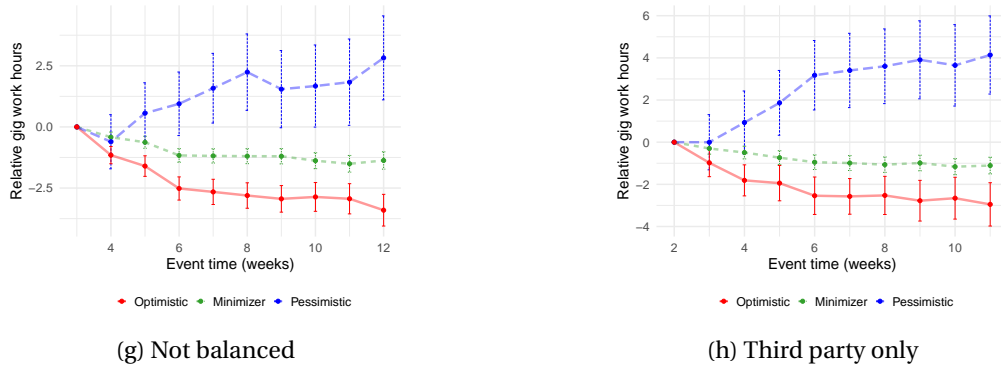 Relative gig work hours
2.5
0.0
−2.5
4
6
8
10
12
Event time (weeks)
Optimistic Minimizer Pessimistic
(g) Not balanced
Relative gig work hours
6
4
2
0
−2
−4
2
4
6
8
10
Event time (weeks)
Optimistic Minimizer Pessimistic
(h) Third party only